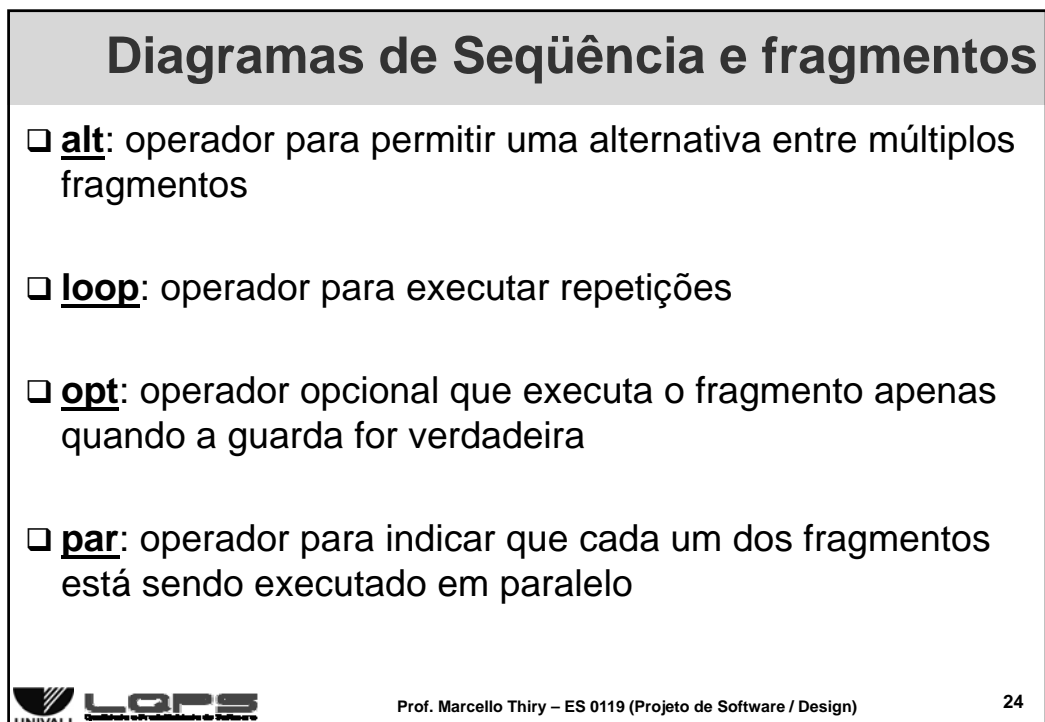 Diagramas de Seqüência e fragmentos
❑ alt: operador para permitir uma alternativa entre múltiplos
fragmentos
❑ loop: operador para executar repetições
❑ opt: operador opcional que executa o fragmento apenas
quando a guarda for verdadeira
❑ par: operador para indicar que cada um dos fragmentos
está sendo executado em paralelo
UNIVALI
LQPS
Prof. Marcello Thiry – ES 0119 (Projeto de Software / Design)
24